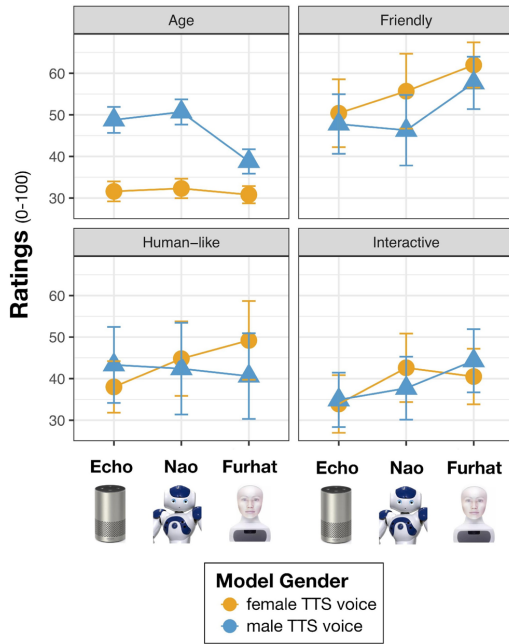 Age
Friendly
60
50
40
30
Human−like
Interactive
60
50
40
30
Ratings (0-100)
Echo Nao Furhat Echo Nao Furhat
Model Gender
female TTS voice
male TTS voice